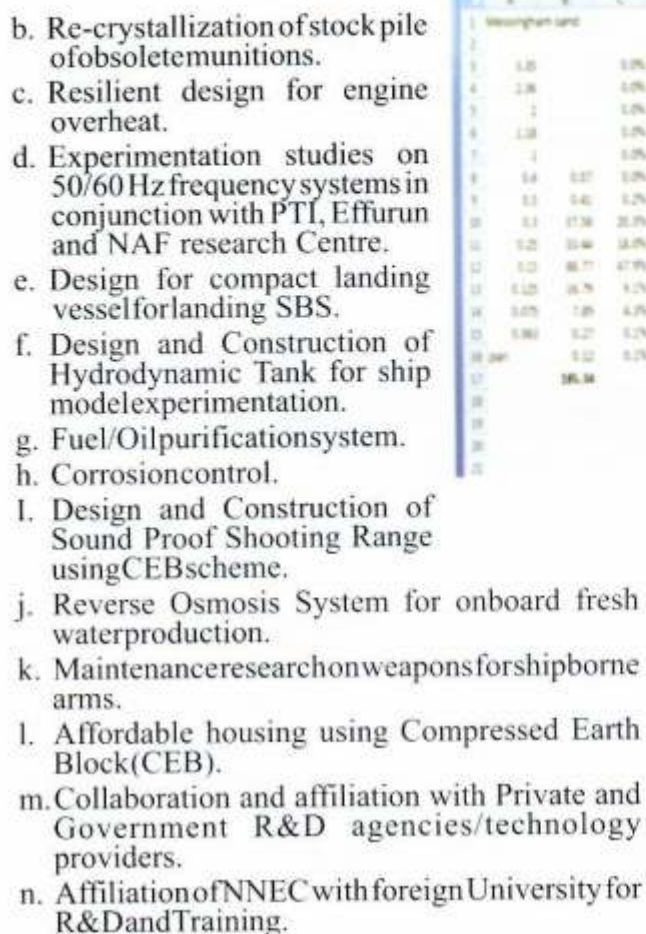 b. Re-crystallization of stock pile
of obsolete munitions.
c. Resilient design for engine
overheat.
d. Experimentation studies on
50/60 Hz frequency systems in
conjunction with PTI, Effurun
and NAF research Centre.
e. Design for compact landing
vessel for landing SBS.
f. Design and Construction of
Hydrodynamic Tank for ship
model experimentation.
g. Fuel/Oil purification system.
h. Corrosion control.
I. Design and Construction of
Sound Proof Shooting Range
using CEB scheme.
j. Reverse Osmosis System for onboard fresh
water production.
k. Maintenance research on weapons for shipborne
arms.
l. Affordable housing using Compressed Earth
Block (CEB).
m. Collaboration and affiliation with Private and
Government R&D agencies/technology
providers.
n. Affiliation of NNEC with foreign University for
R&D and Training.